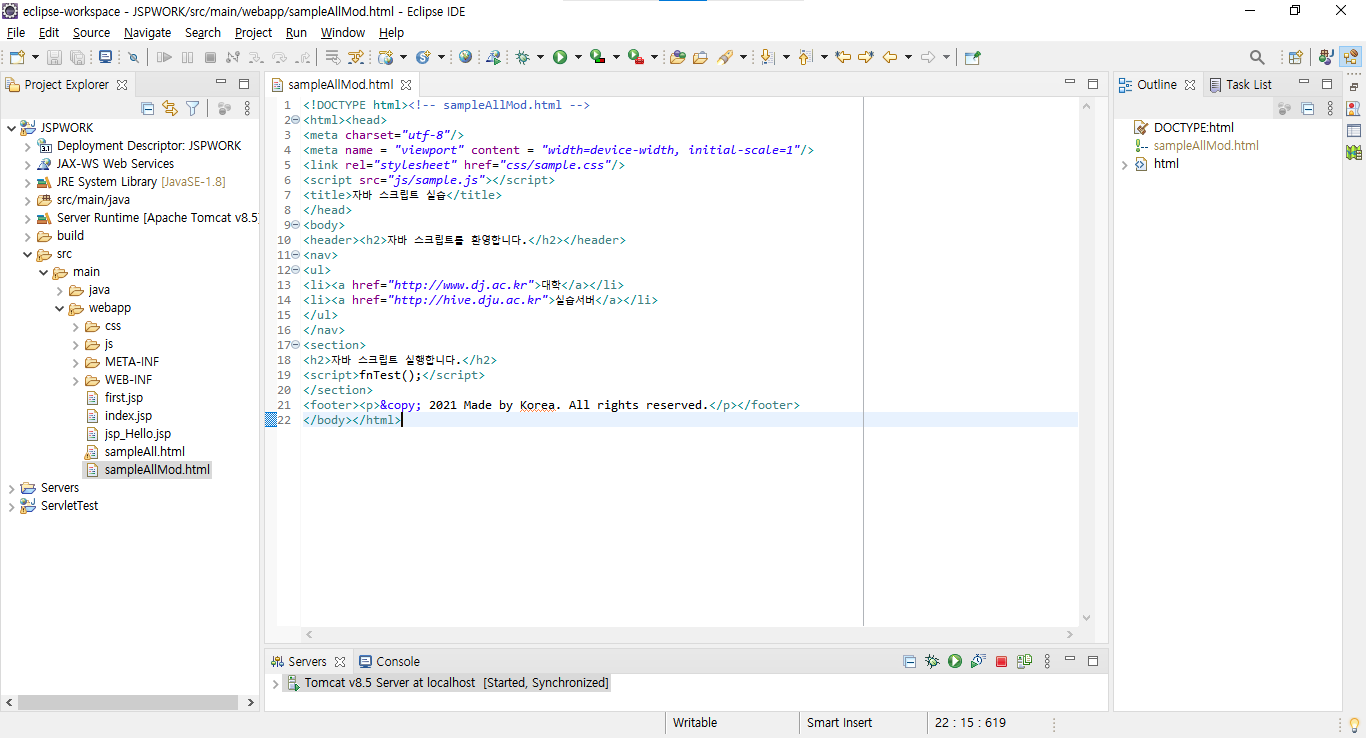 eclipse-workspace - JSPWORK/src/main/webapp/sampleAllMod.html - Eclipse IDE
File Edit Source Navigate Search Project Run Window Help
Project Explorer
JSPWORK
Deployment Descriptor: JSPWORK
JAX-WS Web Services
JRE System Library [JavaSE-1.8]
src/main/java
Server Runtime [Apache Tomcat v8.5]
build
src
main
java
webapp
css
js
META-INF
WEB-INF
first.jsp
index.jsp
jsp_Hello.jsp
sampleAll.html
sampleAllMod.html
Servers
ServletTest
sampleAllMod.html
1 <!DOCTYPE html><!-- sampleAllMod.html -->
2 <html><head>
3 <meta charset="utf-8"/>
4 <meta name = "viewport" content = "width=device-width, initial-scale=1"/>
5 <link rel="stylesheet" href="css/sample.css"/>
6 <script src="js/sample.js"></script>
7 <title>자바 스크립트 실습</title>
8 </head>
9 <body>
10 <header><h2>자바 스크립트를 환영합니다.</h2></header>
11 <nav>
12 <ul>
13 <li><a href="http://www.dj.ac.kr">대학</a></li>
14 <li><a href="http://hive.dju.ac.kr">실습서버</a></li>
15 </ul>
16 </nav>
17 <section>
18 <h2>자바 스크립트 실행합니다.</h2>
19 <script>fnTest();</script>
20 </section>
21 <footer><p>&copy; 2021 Made by Korea. All rights reserved.</p></footer>
22 </body></html>
Outline Task List
DOCTYPE:html
sampleAllMod.html
html
Servers Console
Tomcat v8.5 Server at localhost [Started, Synchronized]
Writable Smart Insert 22 : 15 : 619